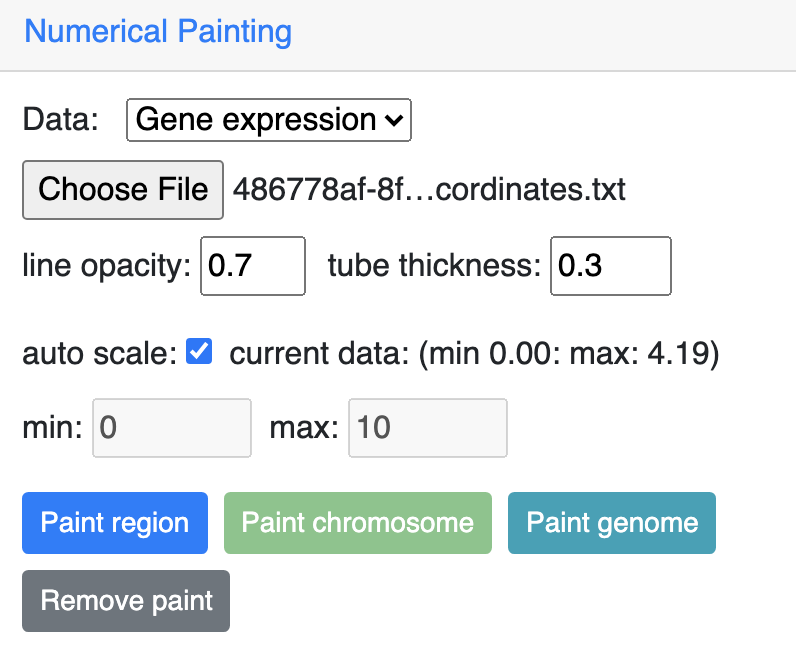 Numerical Painting
Data: Gene expression
Choose File 486778af-8f…cordinates.txt
line opacity: 0.7 tube thickness: 0.3
auto scale: current data: (min 0.00: max: 4.19)
min: 0 max: 10
Paint region Paint chromosome Paint genome
Remove paint